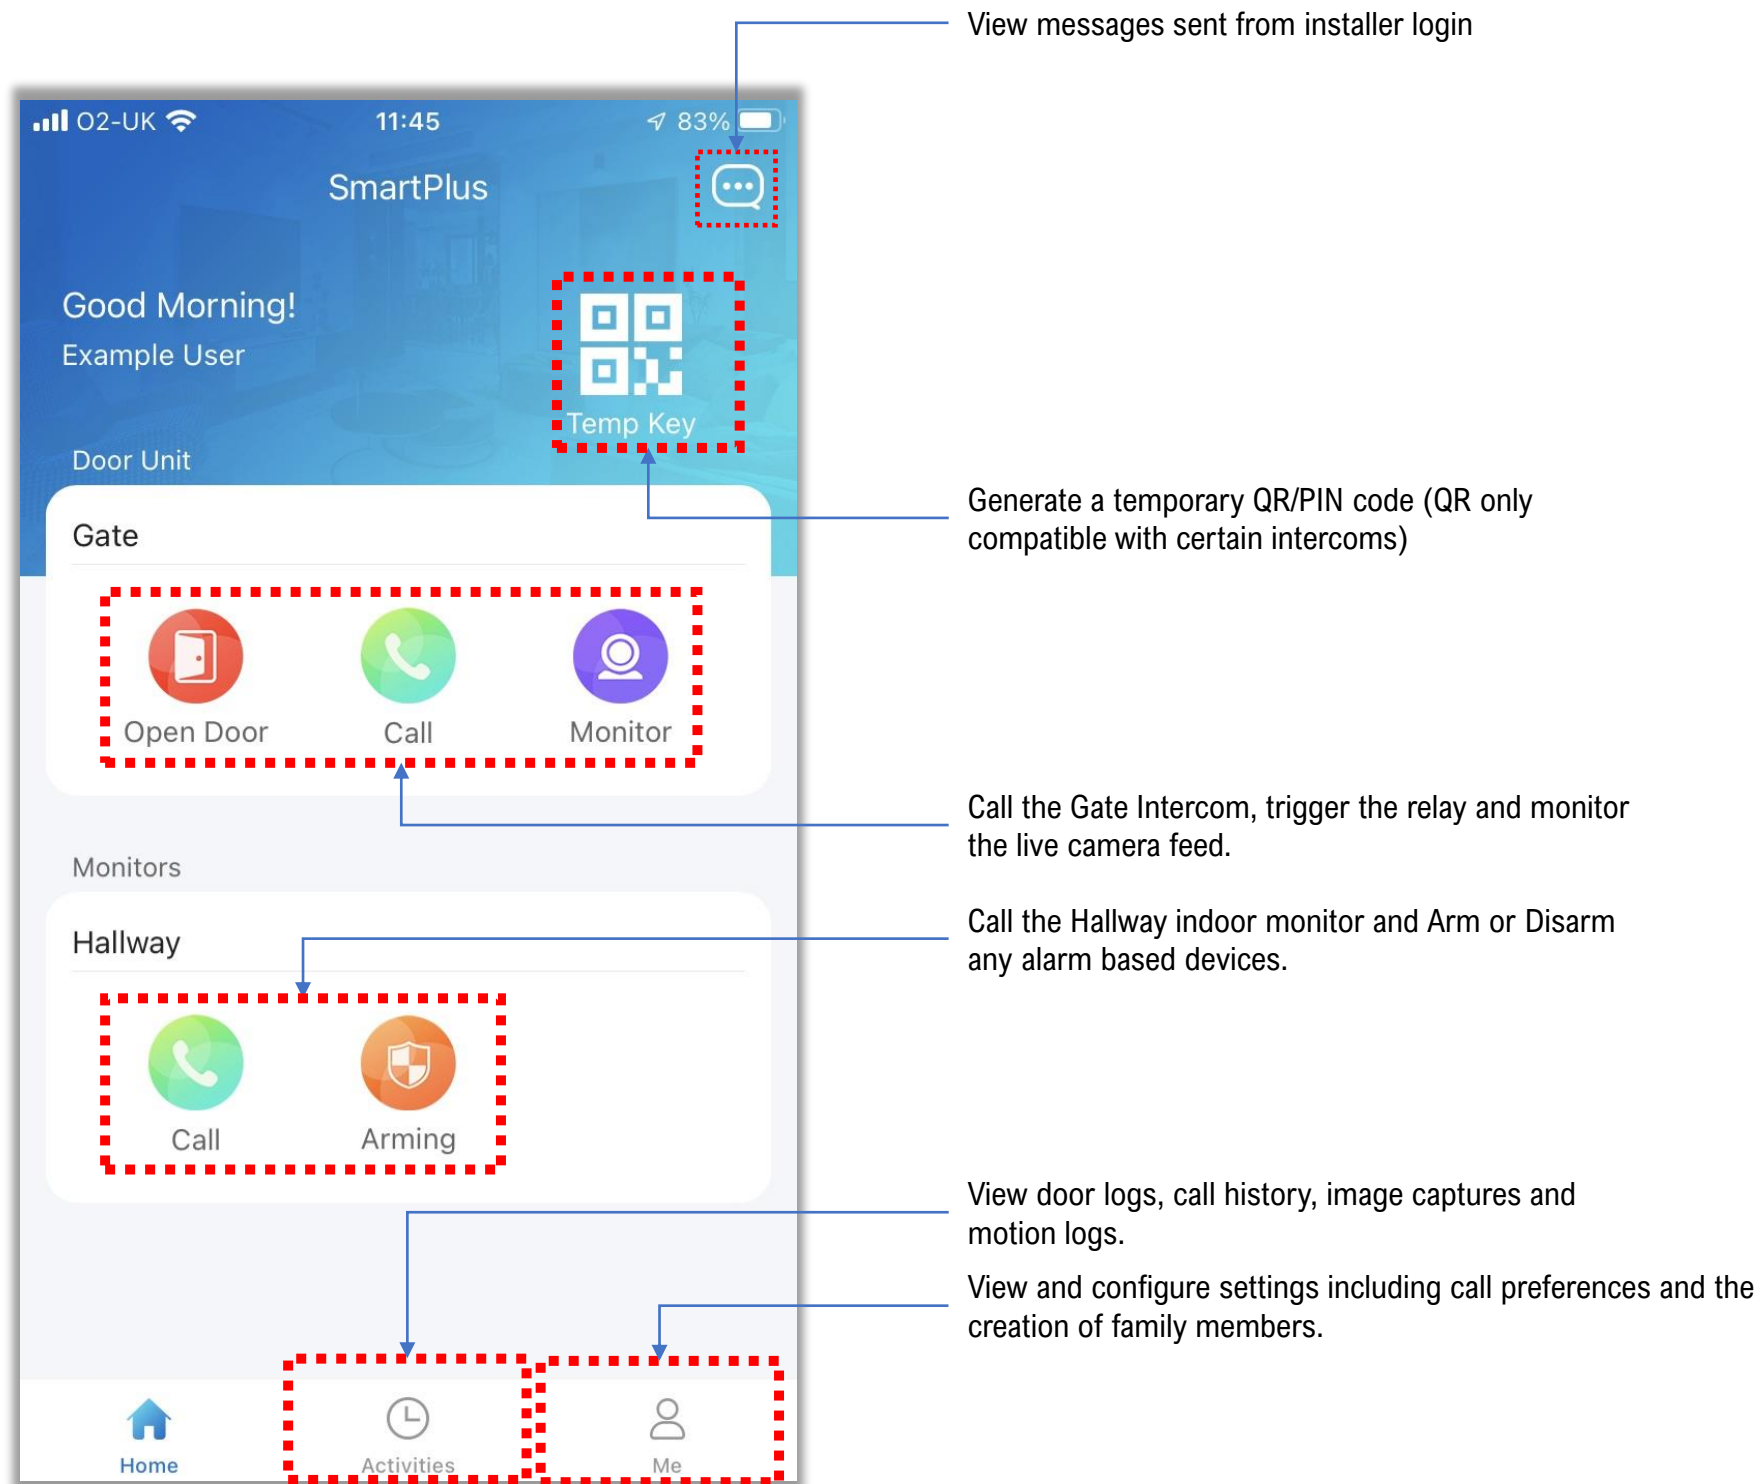 View messages sent from installer login
O2-UK 11:45 83%
SmartPlus
Good Morning!
Example User
Temp Key
Door Unit
Generate a temporary QR/PIN code (QR only
compatible with certain intercoms)
Gate
Open Door Call Monitor
Call the Gate Intercom, trigger the relay and monitor
the live camera feed.
Monitors
Hallway
Call the Hallway indoor monitor and Arm or Disarm
any alarm based devices.
Call Arming
View door logs, call history, image captures and
motion logs.
View and configure settings including call preferences and the
creation of family members.
Home Activities Me